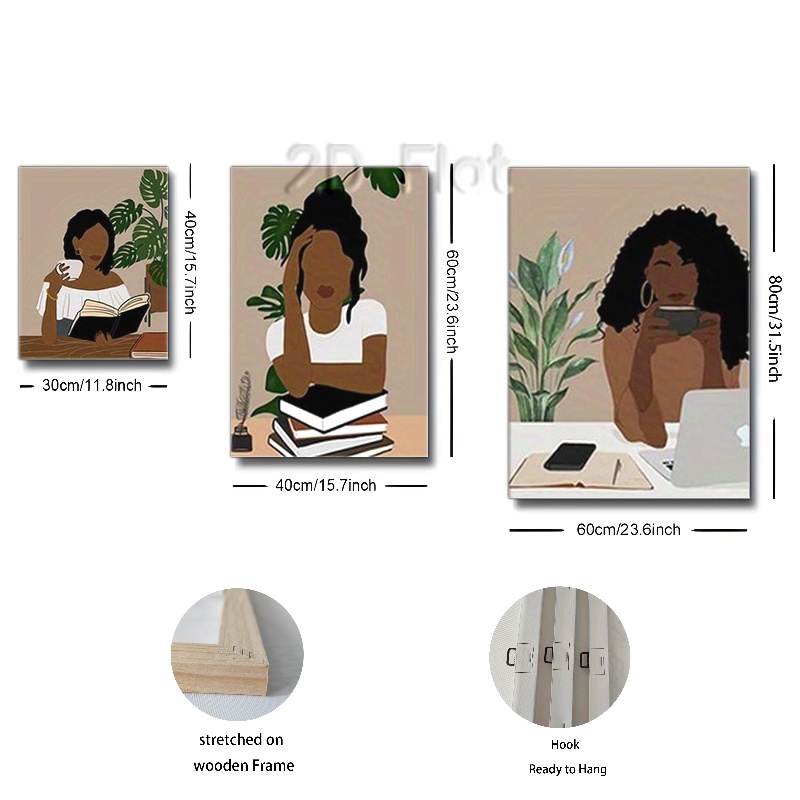 2D Flat
40cm/15.7inch
30cm/11.8inch
60cm/23.6inch
40cm/15.7inch
80cm/31.5inch
60cm/23.6inch
stretched on
wooden Frame
Hook
Ready to Hang